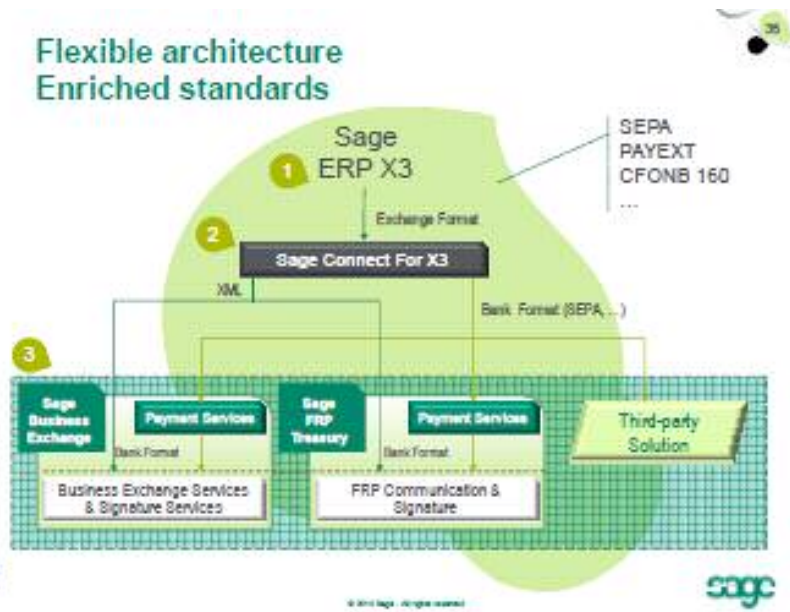 36
Flexible architecture
Enriched standards
Sage
ERP X3
SEPA
PAYEXT
CFONB 160
...
1
Exchange Format
2
Sage Connect For X3
XML
Bank Format (SEPA, ...)
3
Sage
Business
Exchange
Payment Services
Bank Format
Business Exchange Services
& Signature Services
Sage
FRP
Treasury
Payment Services
Bank Format
FRP Communication &
Signature
Third-party
Solution
sage